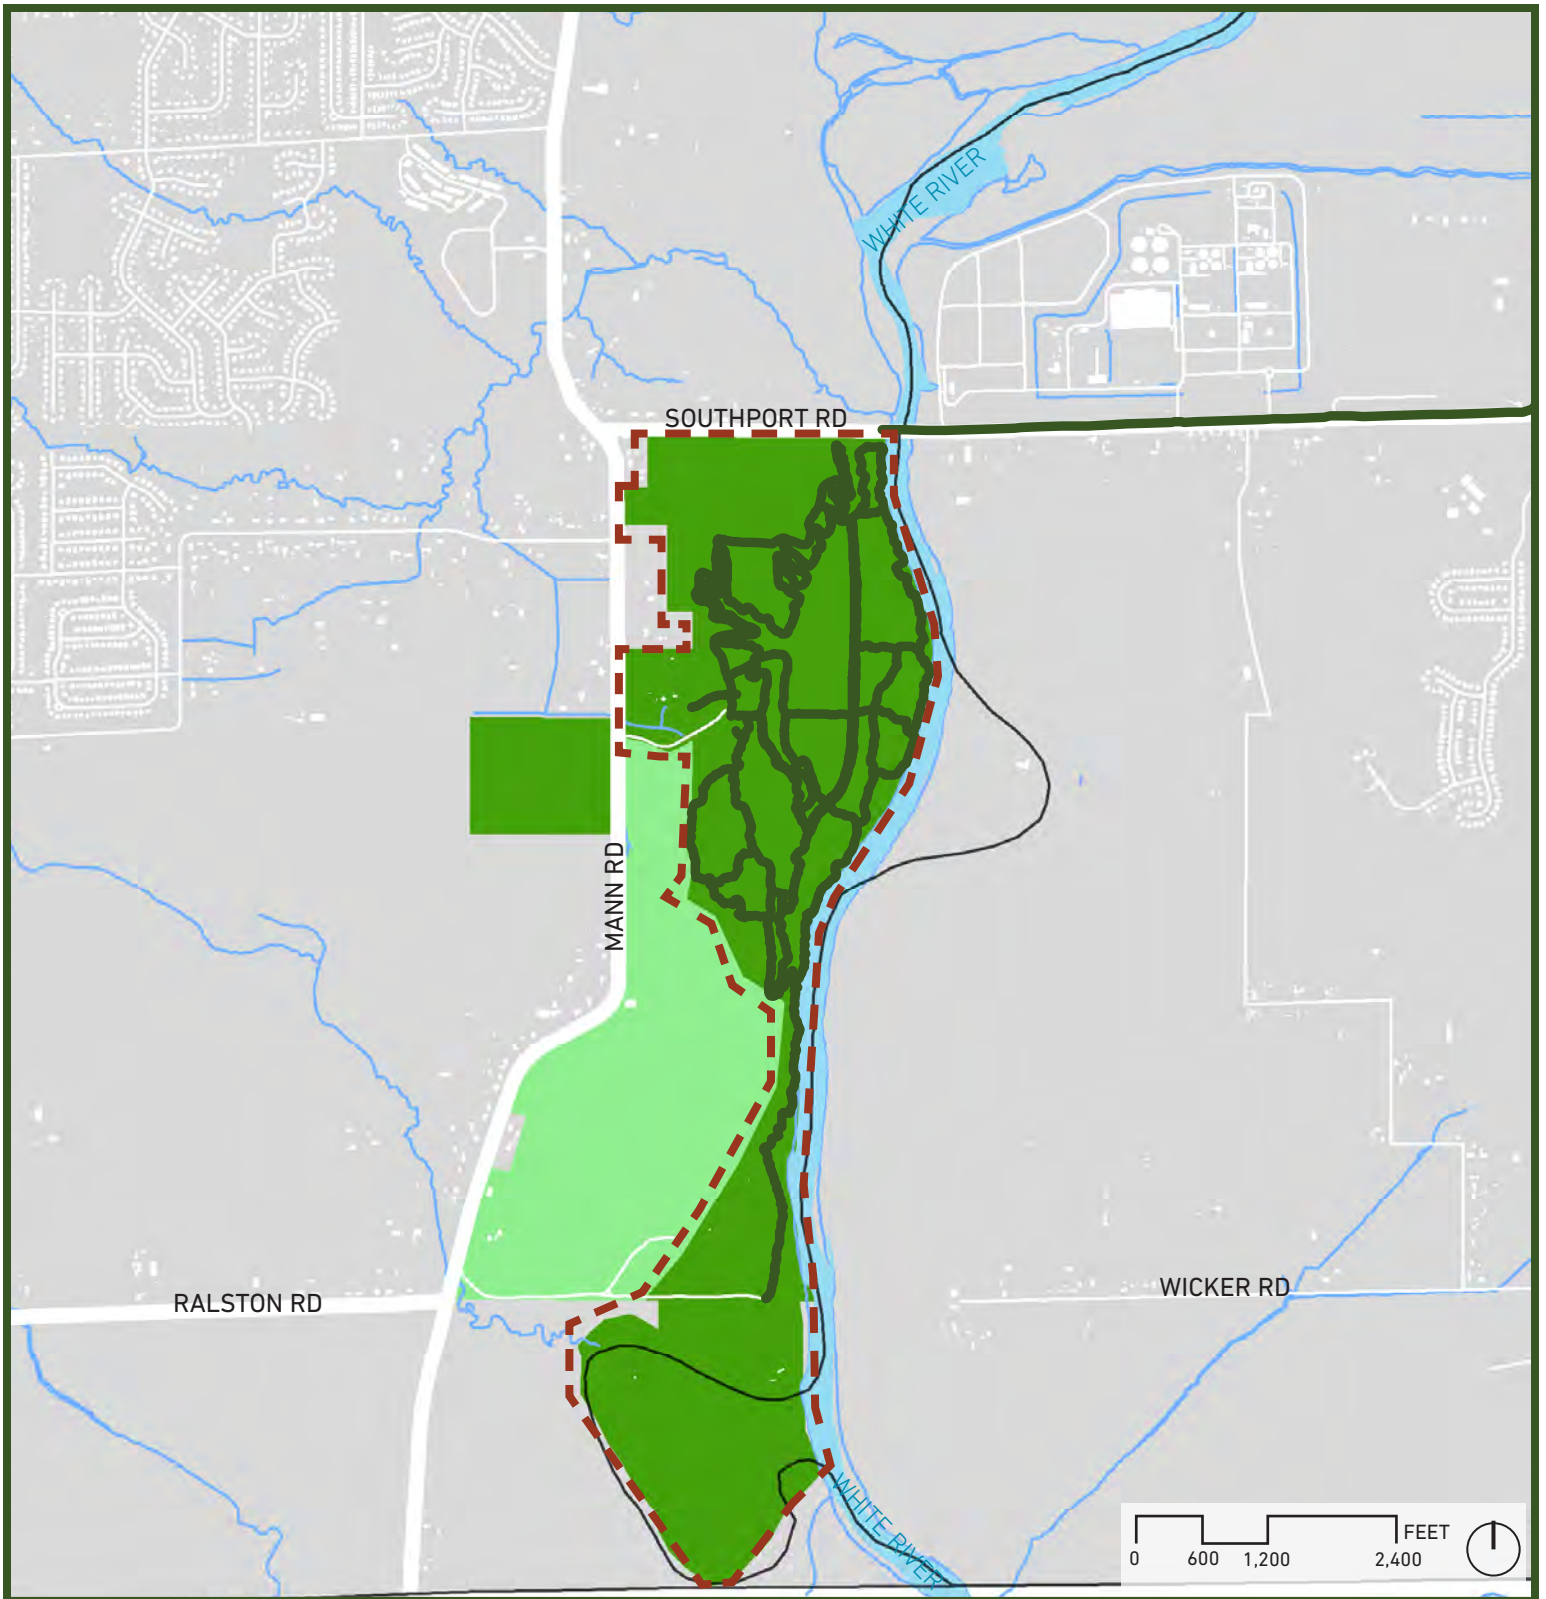 WHITE RIVER
SOUTHPORT RD
MANN RD
RALSTON RD
WICKER RD
WHITE RIVER
FEET
0 600 1,200 2,400